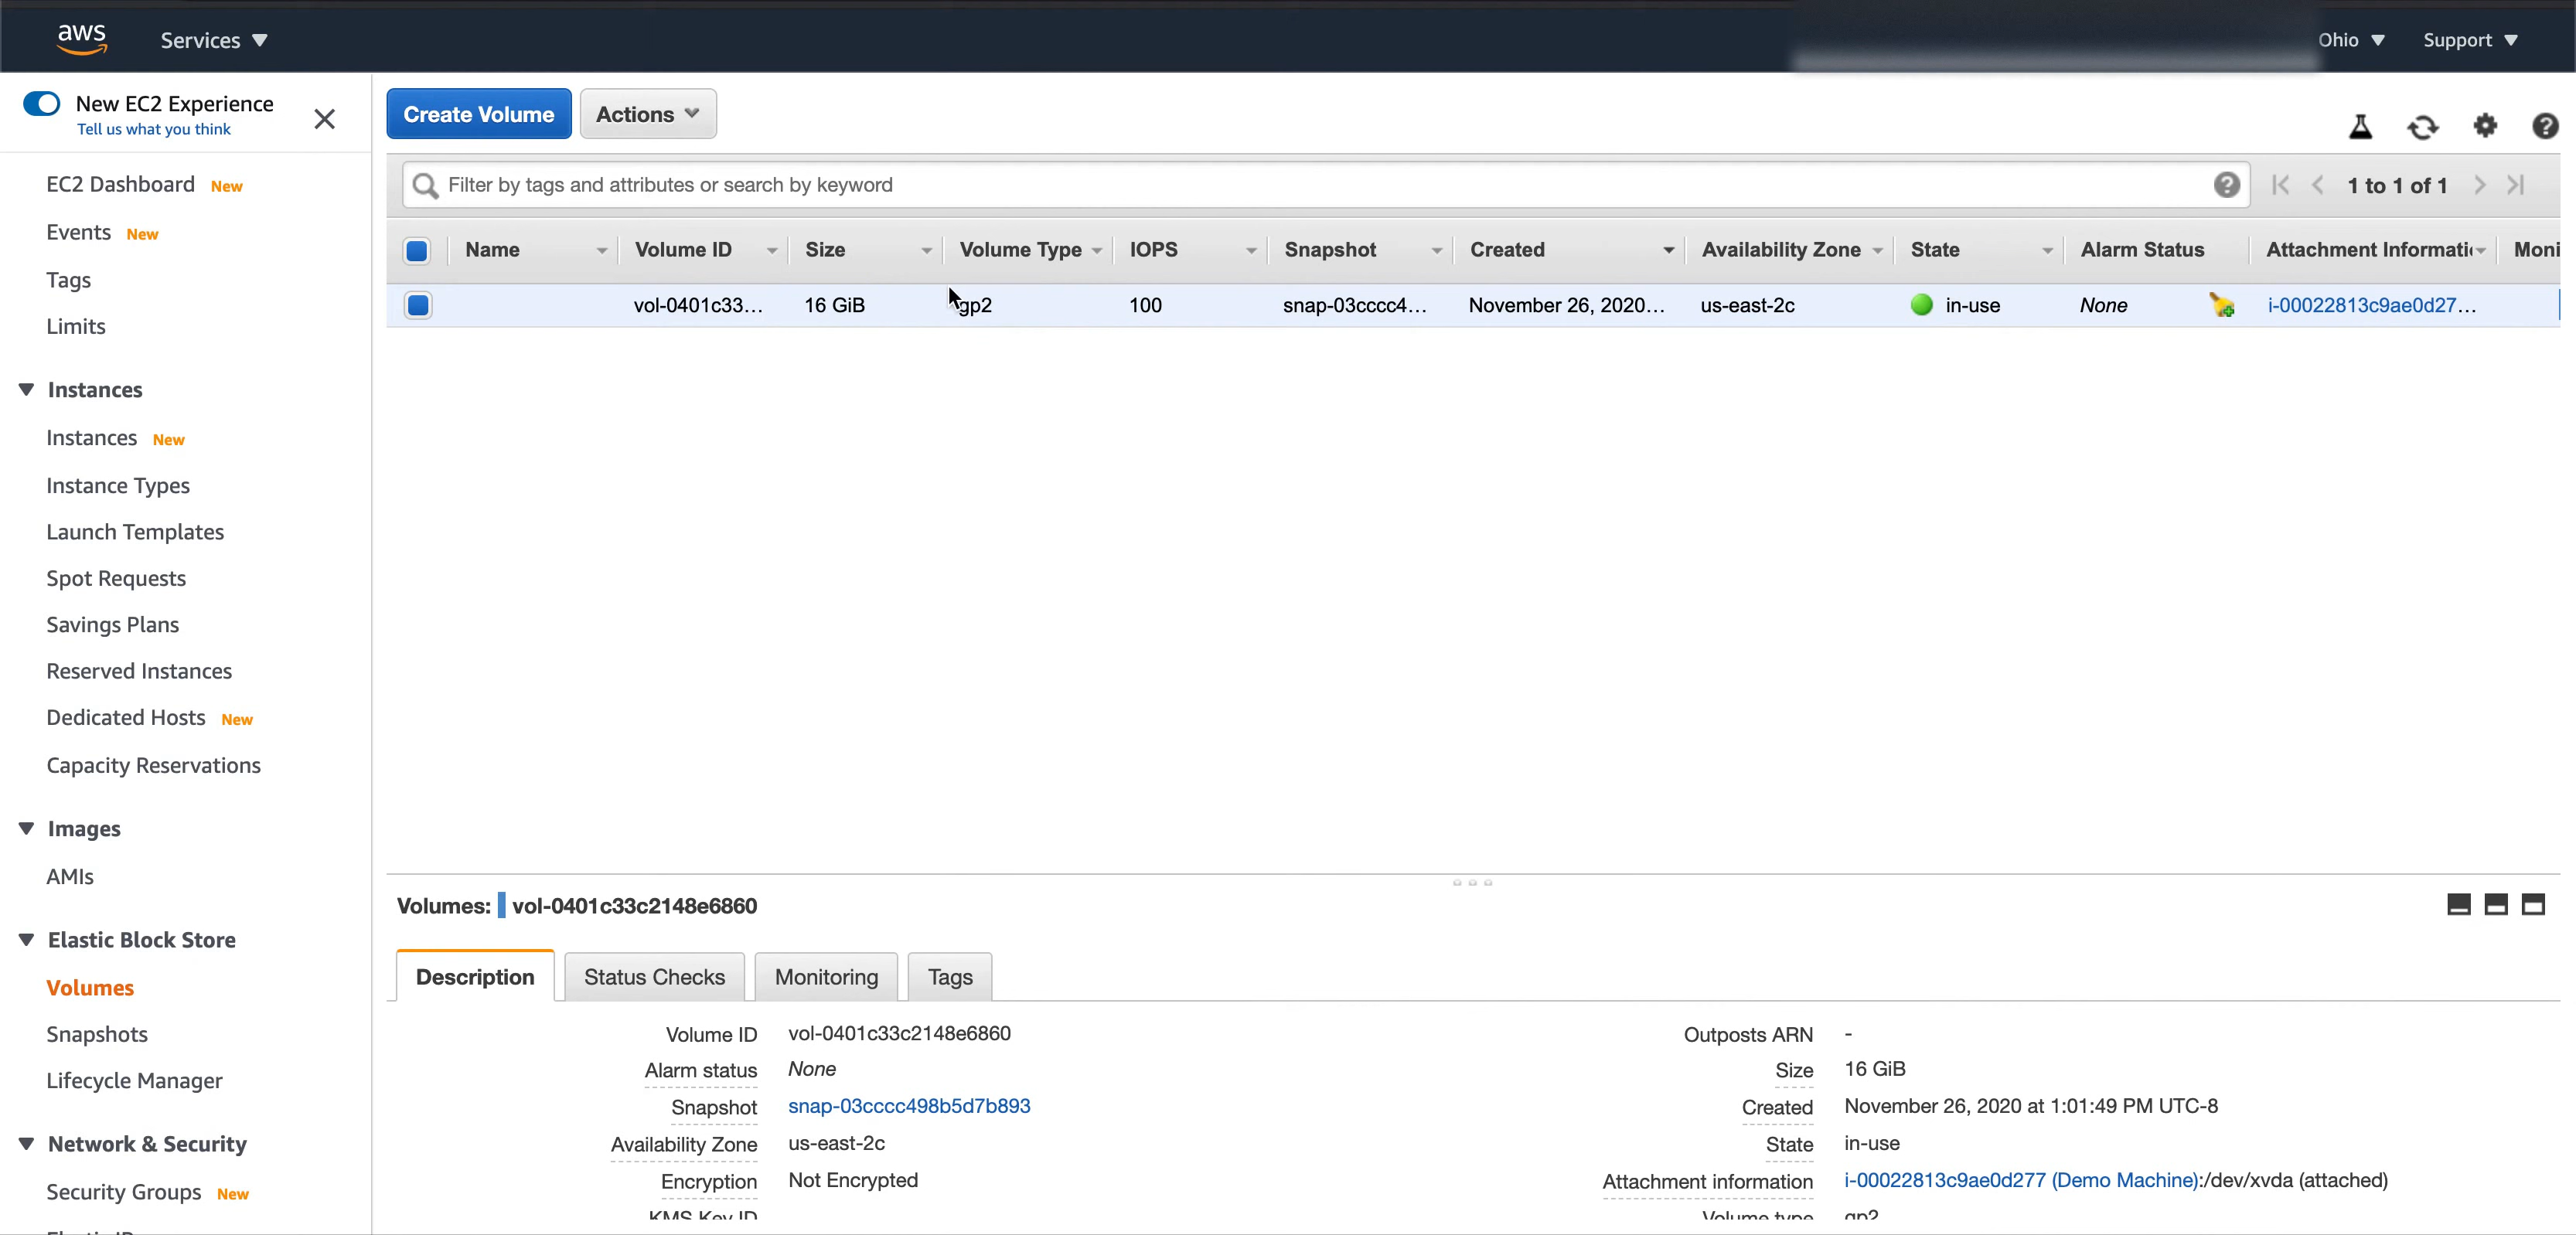 aws Services Ohio Support
New EC2 Experience
Tell us what you think
EC2 Dashboard New
Events New
Tags
Limits
Instances
Instances New
Instance Types
Launch Templates
Spot Requests
Savings Plans
Reserved Instances
Dedicated Hosts New
Capacity Reservations
Images
AMIs
Elastic Block Store
Volumes
Snapshots
Lifecycle Manager
Network & Security
Security Groups New
Create Volume Actions
Filter by tags and attributes or search by keyword
1 to 1 of 1
Name Volume ID Size Volume Type IOPS Snapshot Created Availability Zone State Alarm Status Attachment Informati Moni
vol-0401c33... 16 GiB gp2 100 snap-03cccc4... November 26, 2020... us-east-2c in-use None i-00022813c9ae0d27...
Volumes: vol-0401c33c2148e6860
Description Status Checks Monitoring Tags
Volume ID vol-0401c33c2148e6860
Alarm status None
Snapshot snap-03cccc498b5d7b893
Availability Zone us-east-2c
Encryption Not Encrypted
KMS Key ID
Outposts ARN -
Size 16 GiB
Created November 26, 2020 at 1:01:49 PM UTC-8
State in-use
Attachment information i-00022813c9ae0d277 (Demo Machine):/dev/xvda (attached)
Volume type gp2